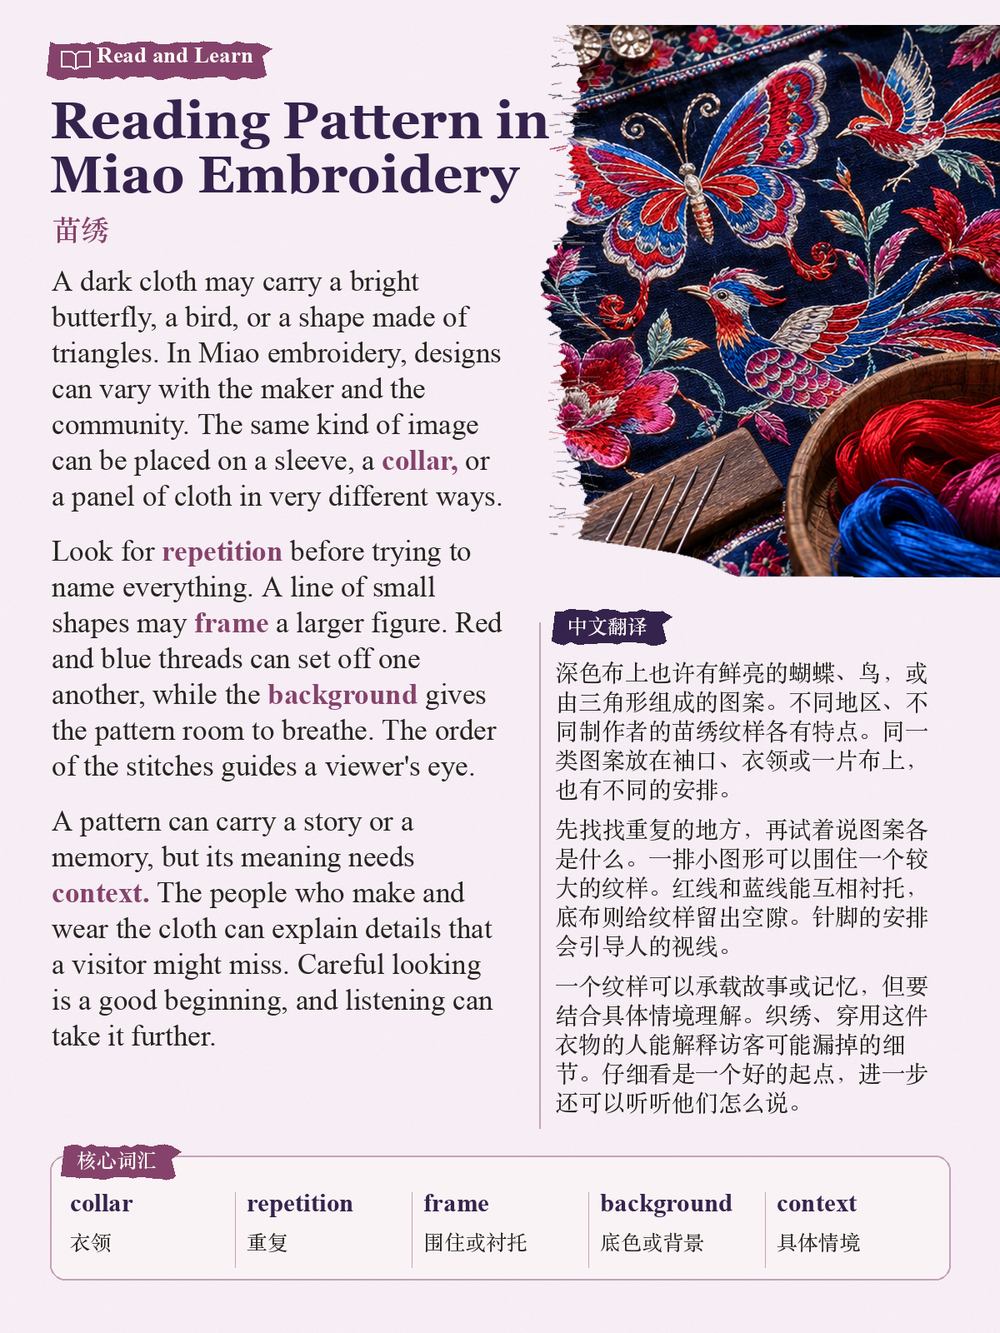 Read and Learn
Reading Pattern in
Miao Embroidery
苗绣
A dark cloth may carry a bright
butterfly, a bird, or a shape made of
triangles. In Miao embroidery, designs
can vary with the maker and the
community. The same kind of image
can be placed on a sleeve, a collar, or
a panel of cloth in very different ways.
Look for repetition before trying to
name everything. A line of small
shapes may frame a larger figure. Red
and blue threads can set off one
another, while the background gives
the pattern room to breathe. The order
of the stitches guides a viewer's eye.
A pattern can carry a story or a
memory, but its meaning needs
context. The people who make and
wear the cloth can explain details that
a visitor might miss. Careful looking
is a good beginning, and listening can
take it further.
中文翻译
深色布上也许有鲜亮的蝴蝶、鸟，或
由三角形组成的图案。不同地区、不
同制作者的苗绣纹样各有特点。同一
类图案放在袖口、衣领或一片布上，
也有不同的安排。
先找找重复的地方，再试着说图案各
是什么。一排小图形可以围住一个较
大的纹样。红线和蓝线能互相衬托，
底布则给纹样留出空隙。针脚的安排
会引导人的视线。
一个纹样可以承载故事或记忆，但要
结合具体情境理解。织绣、穿用这件
衣物的人能解释访客可能漏掉的细
节。仔细看是一个好的起点，进一步
还可以听听他们怎么说。
核心词汇
collar
衣领
repetition
重复
frame
围住或衬托
background
底色或背景
context
具体情境